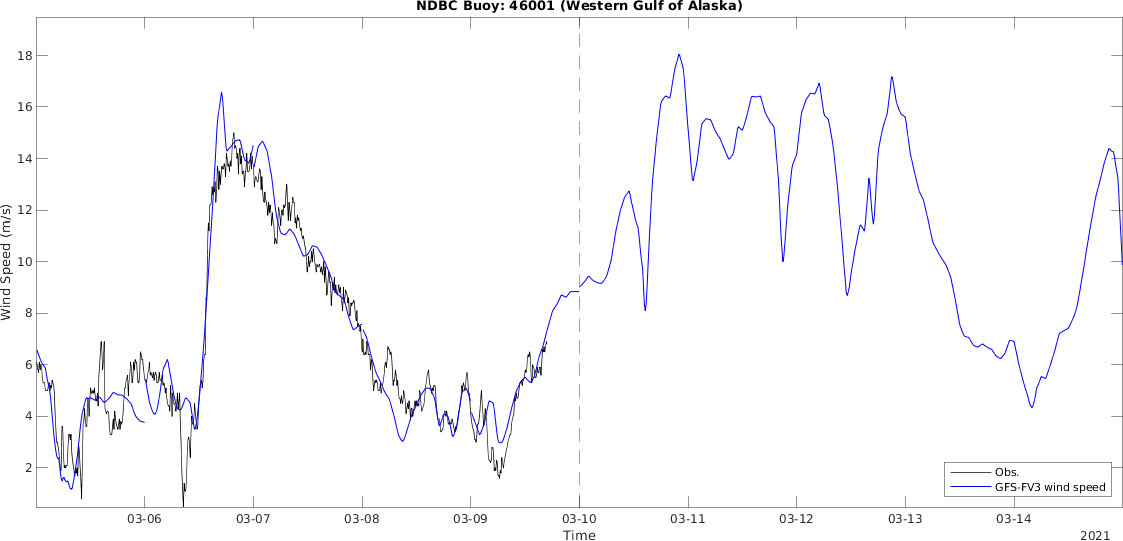 NDBC Buoy: 46001 (Western Gulf of Alaska)
18
16
14
12
10
8
6
4
2
Wind Speed (m/s)
Obs.
GFS-FV3 wind speed
03-06 03-07 03-08 03-09 03-10 03-11 03-12 03-13 03-14
Time
2021